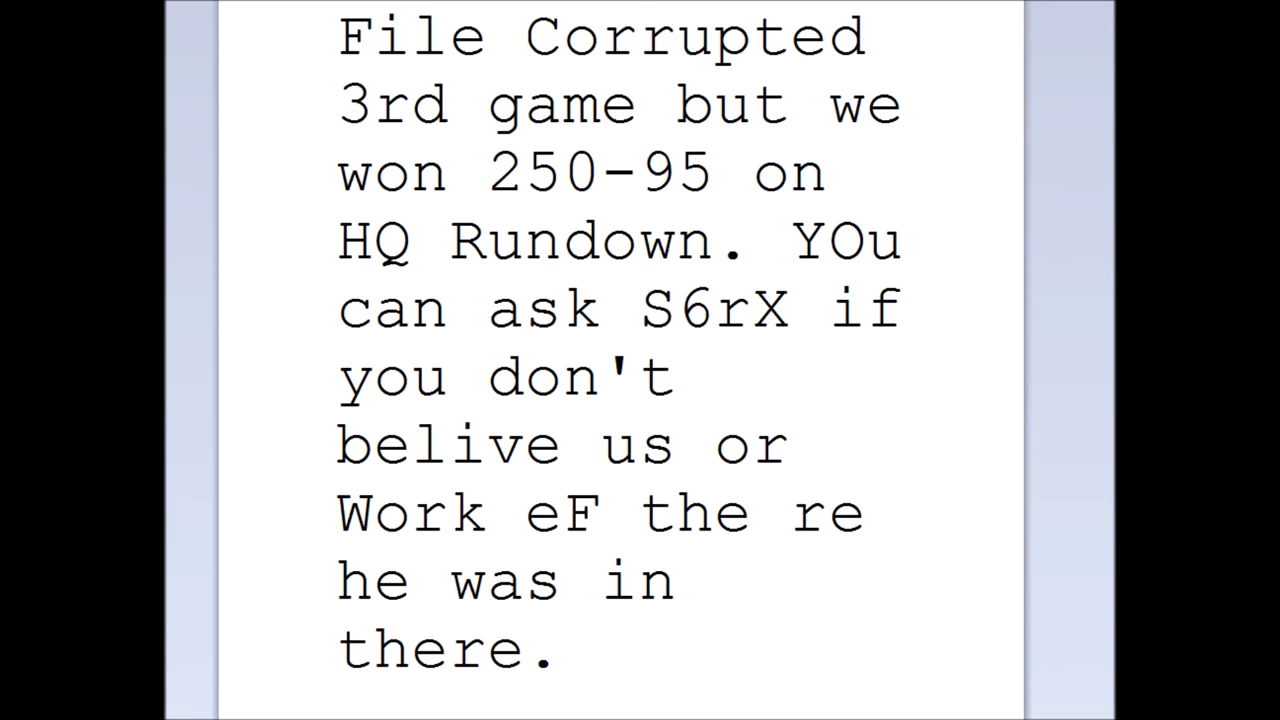 File Corrupted
3rd game but we
won 250-95 on
HQ Rundown. YOu
can ask S6rX if
you don't
belive us or
Work eF the re
he was in
there.